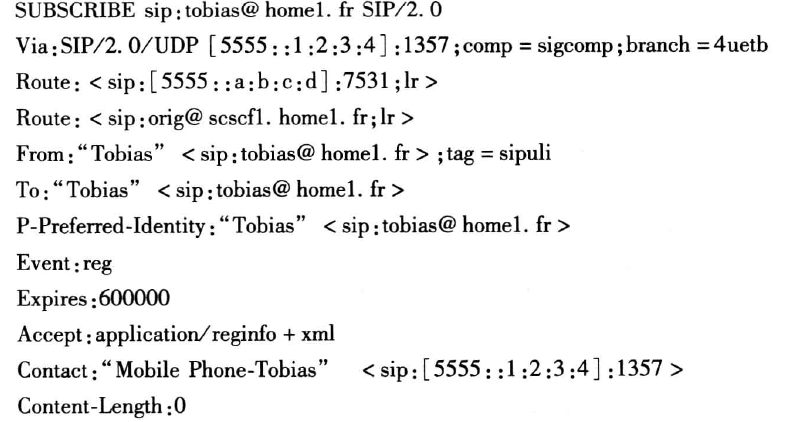 SUBSCRIBE sip:tobias@ home1. fr SIP/2. 0
Via:SIP/2. 0/UDP [5555::1:2:3:4]:1357;comp = sigcomp;branch = 4uetb
Route: < sip:[5555::a:b:c:d]:7531;lr >
Route: < sip:orig@ scscf1. home1. fr;lr >
From:“Tobias” < sip:tobias@ home1. fr > ;tag = sipuli
To:“Tobias” < sip:tobias@ home1. fr >
P-Preferred-Identity:“Tobias” < sip:tobias@ home1. fr >
Event:reg
Expires:600000
Accept:application/reginfo + xml
Contact:“Mobile Phone-Tobias” < sip:[5555::1:2:3:4]:1357 >
Content-Length:0